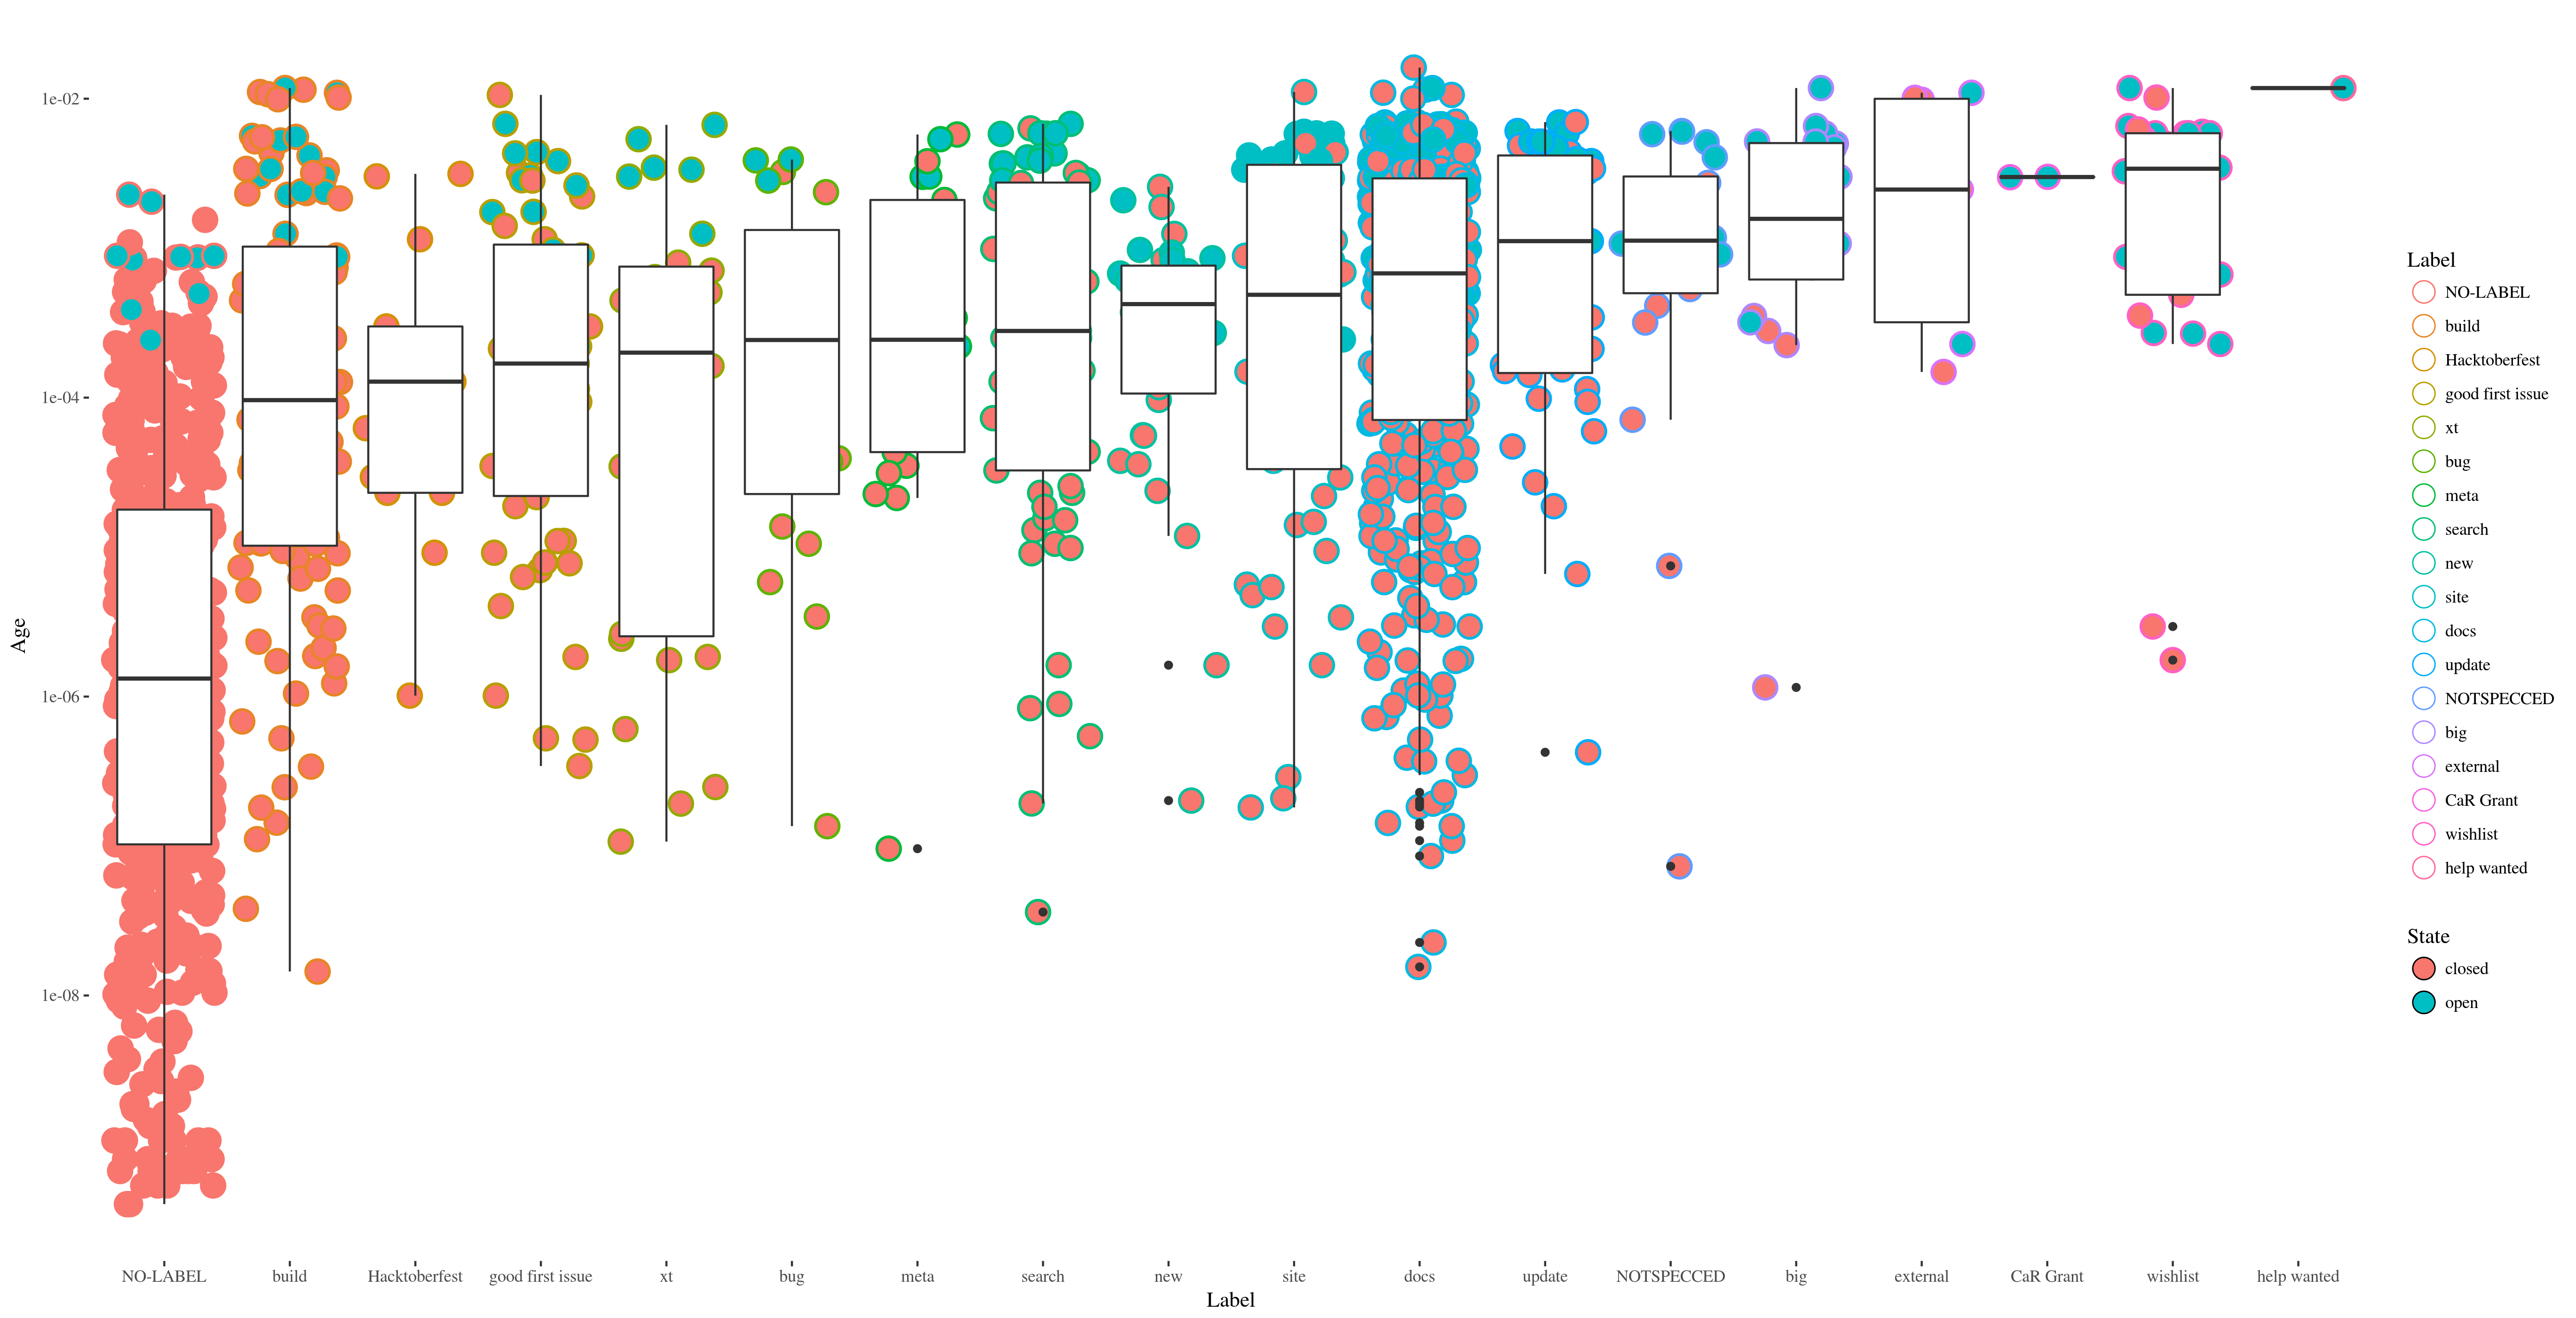 1e-02
1e-04
1e-06
1e-08
Age
NO-LABEL
build
Hacktoberfest
good first issue
xt
bug
meta
search
new
site
docs
update
NOTSPECCED
big
external
CaR Grant
wishlist
help wanted
Label
Label
NO-LABEL
build
Hacktoberfest
good first issue
xt
bug
meta
search
new
site
docs
update
NOTSPECCED
big
external
CaR Grant
wishlist
help wanted
State
closed
open